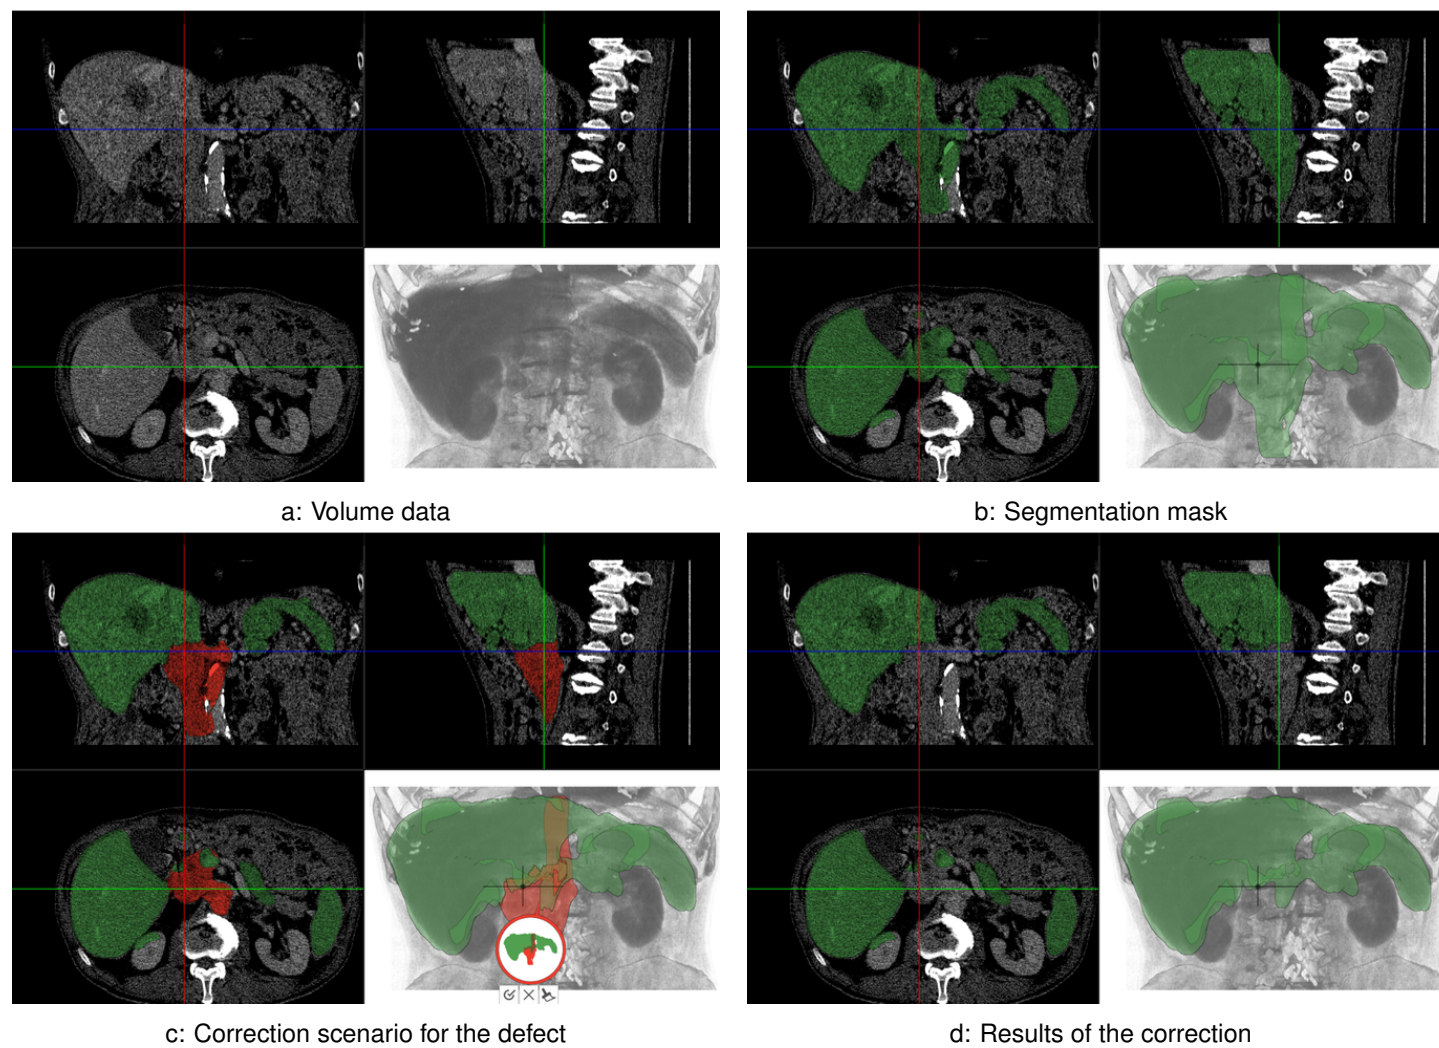 a: Volume data
b: Segmentation mask
c: Correction scenario for the defect
d: Results of the correction